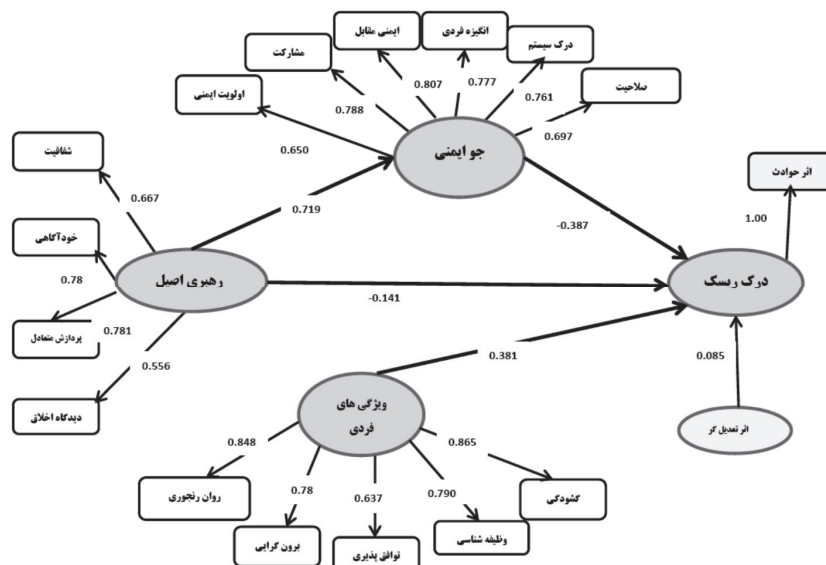 ایمنی مقابل
انگیزه فردی
درک سیستم
مشارکت
صلاحیت
اولویت ایمنی
0.807
0.777
0.761
0.788
0.697
0.650
جو ایمنی
شفافیت
اثر حوادث
0.667
0.719
-0.387
1.00
خودآگاهی
0.78
رهبری اصیل
درک ریسک
-0.141
پردازش متعادل
0.781
0.556
0.381
0.085
دیدگاه اخلاق
ویژگی های
فردی
اثر تعدیل گر
0.848
0.78
0.637
0.790
0.865
روان رنجوری
برون گرایی
توافق پذیری
وظیفه شناسی
گشودگی